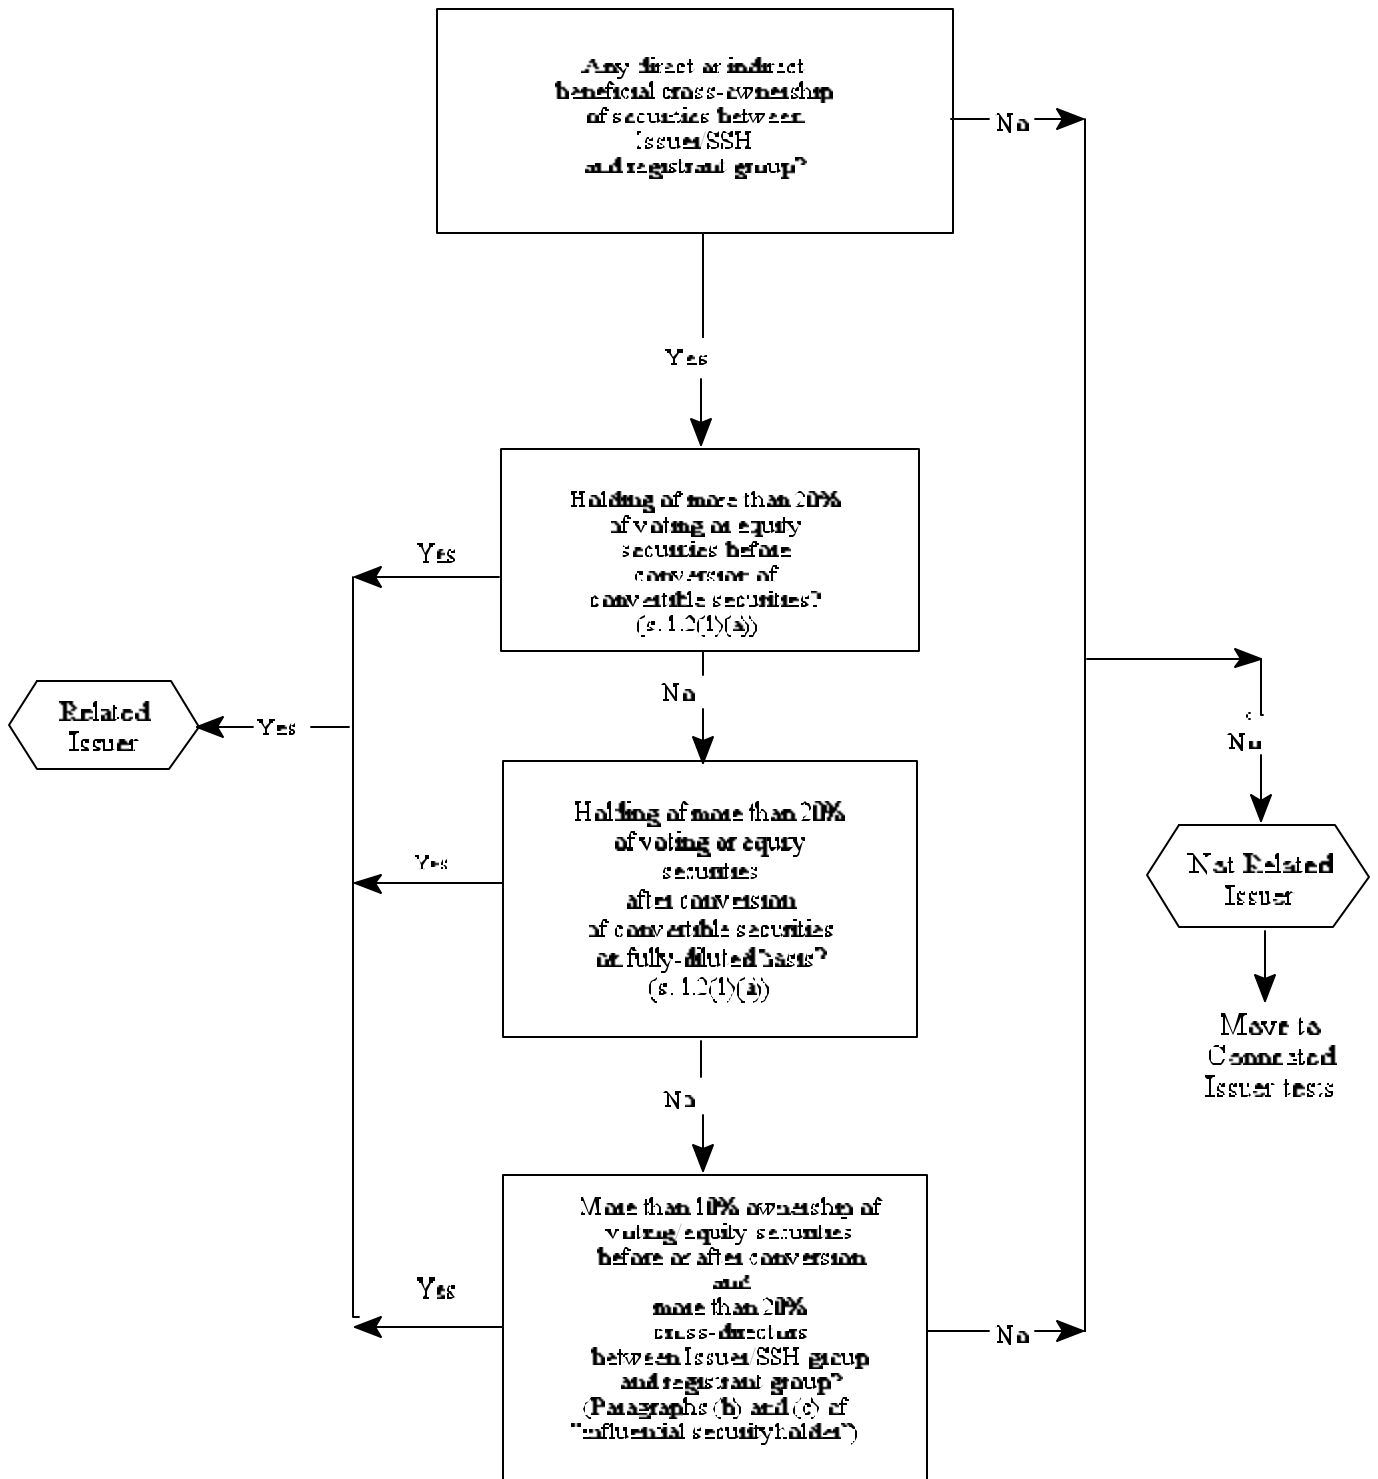 Any direct or indirect
beneficial cross-ownership
of securities between
Issuer/SSH
and registrant group?
No
Yes
Holding of more than 20%
of voting or equity
securities before
conversion of
convertible securities?
(s. 1.2(1)(a))
Yes
No
Related
Issuer
Yes
No
Holding of more than 20%
of voting or equity
securities
after conversion
of convertible securities
on fully-diluted basis?
(s. 1.2(1)(a))
Yes
Not Related
Issuer
Move to
Connected
Issuer tests
No
More than 10% ownership of
voting/equity securities
before or after conversion
and
more than 20%
cross-directors
between Issuer/SSH group
and registrant group?
(Paragraphs (b) and (c) of
"influential securityholder")
Yes
No